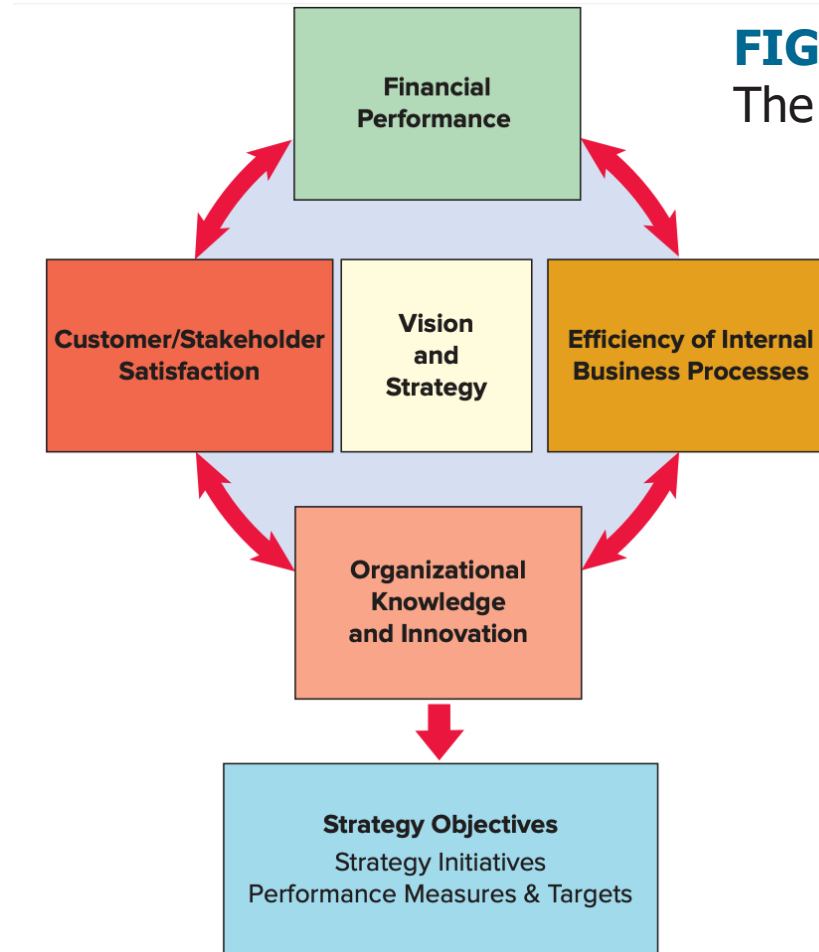 FIG
The
Financial
Performance
Customer/Stakeholder
Satisfaction
Vision
and
Strategy
Efficiency of Internal
Business Processes
Organizational
Knowledge
and Innovation
Strategy Objectives
Strategy Initiatives
Performance Measures & Targets